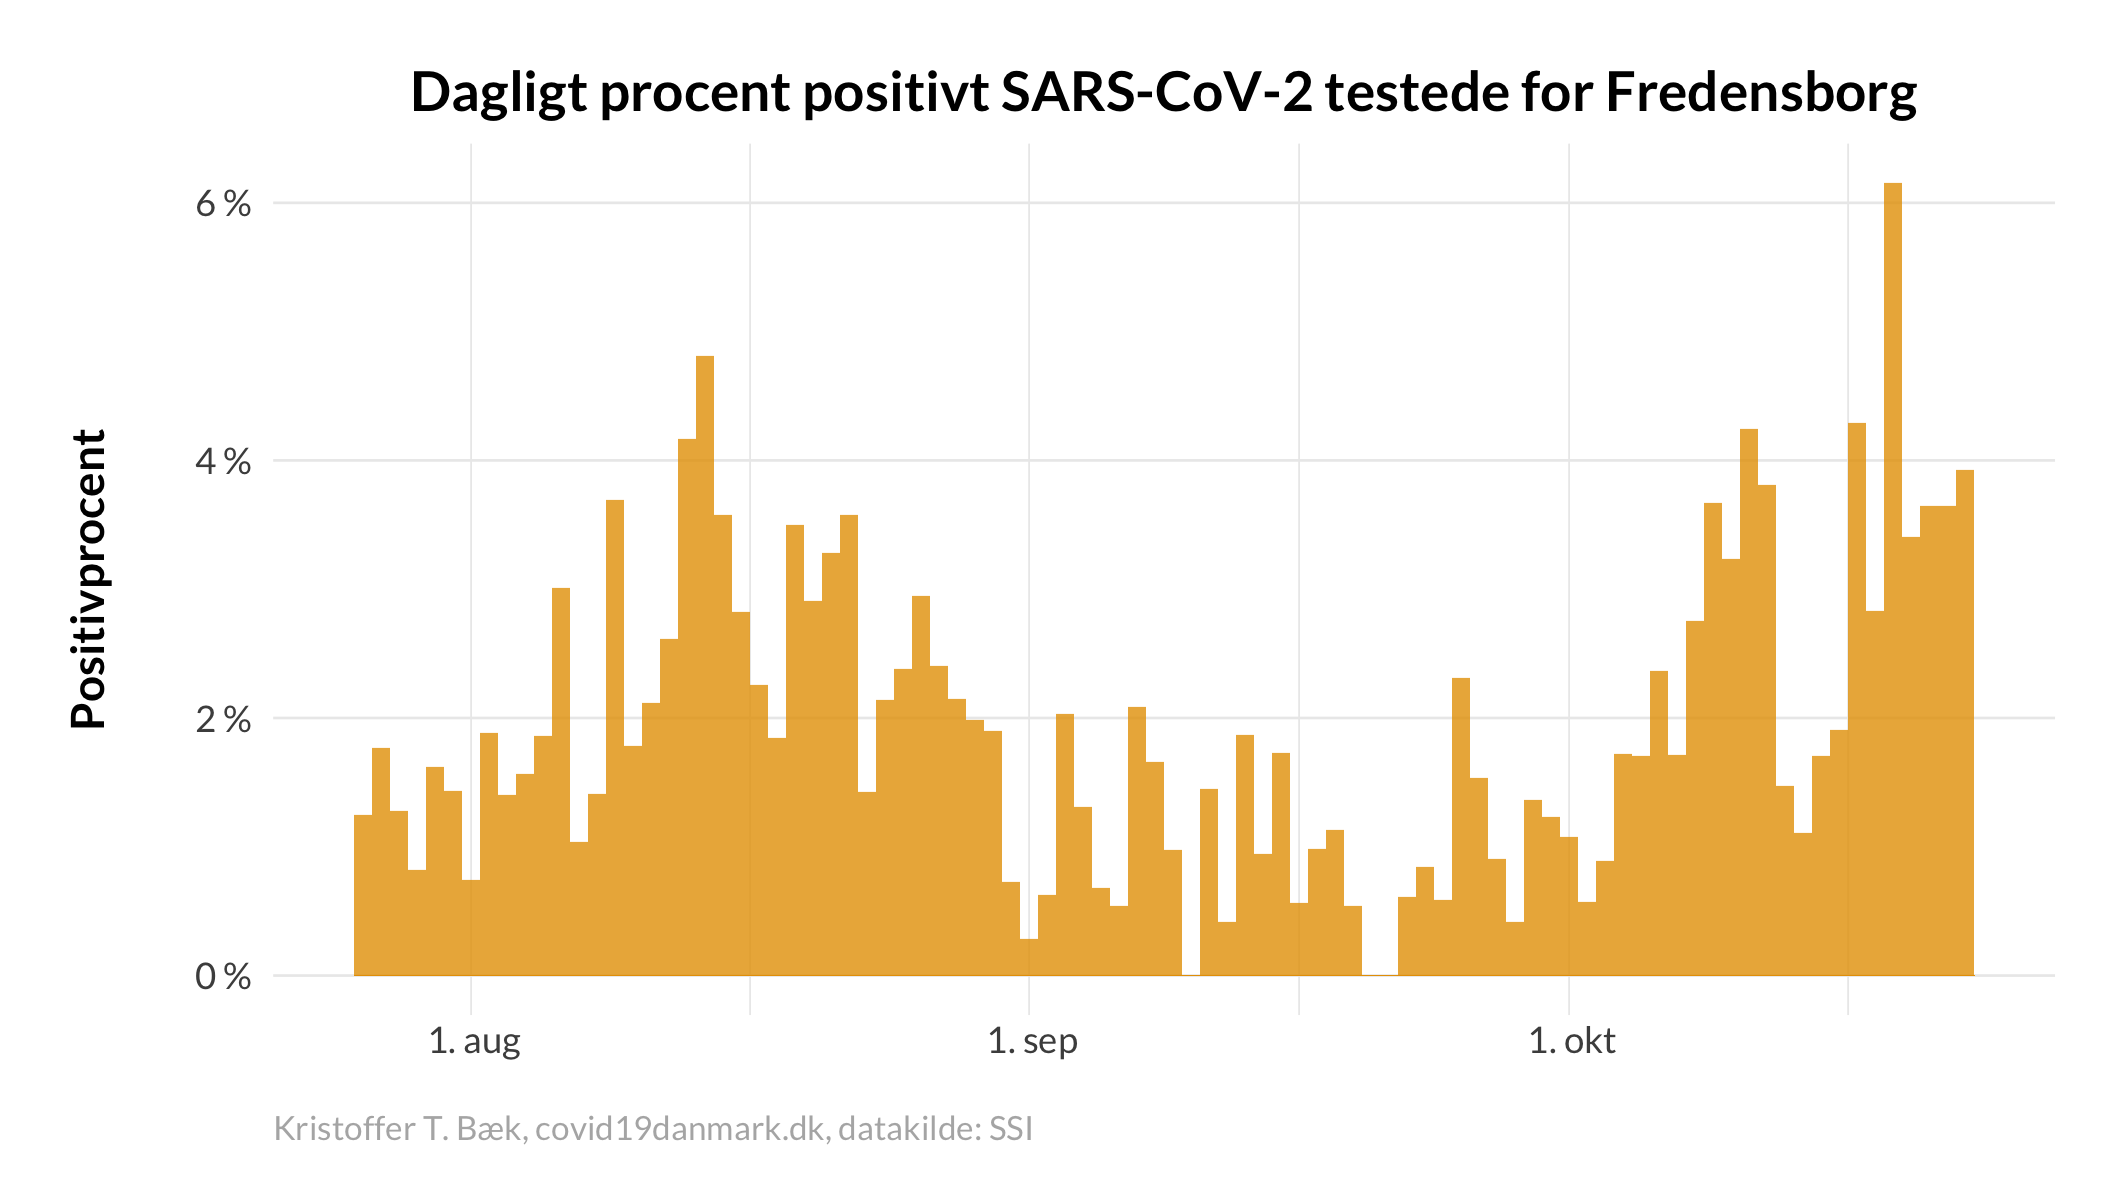 Dagligt procent positivt SARS-CoV-2 testede for Fredensborg
Positivprocent
6 %
4 %
2 %
0 %
1. aug
1. sep
1. okt
Kristoffer T. Bæk, covid19danmark.dk, datakilde: SSI